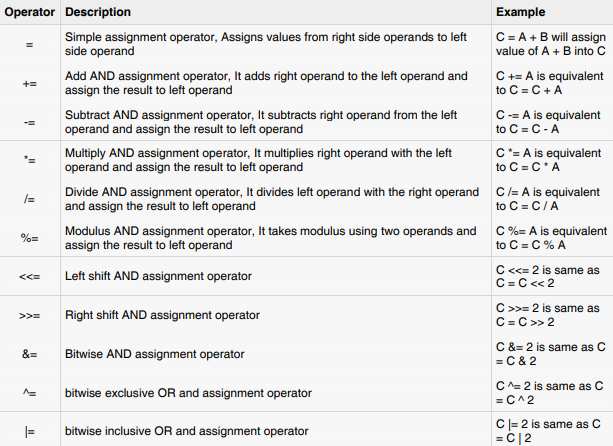 Operator Description Example
= Simple assignment operator, Assigns values from right side operands to left side operand C = A + B will assign value of A + B into C
+= Add AND assignment operator, It adds right operand to the left operand and assign the result to left operand C += A is equivalent to C = C + A
-= Subtract AND assignment operator, It subtracts right operand from the left operand and assign the result to left operand C -= A is equivalent to C = C - A
*= Multiply AND assignment operator, It multiplies right operand with the left operand and assign the result to left operand C *= A is equivalent to C = C * A
/= Divide AND assignment operator, It divides left operand with the right operand and assign the result to left operand C /= A is equivalent to C = C / A
%= Modulus AND assignment operator, It takes modulus using two operands and assign the result to left operand C %= A is equivalent to C = C % A
<<= Left shift AND assignment operator C <<= 2 is same as C = C << 2
>>= Right shift AND assignment operator C >>= 2 is same as C = C >> 2
&= Bitwise AND assignment operator C &= 2 is same as C = C & 2
^= bitwise exclusive OR and assignment operator C ^= 2 is same as C = C ^ 2
|= bitwise inclusive OR and assignment operator C |= 2 is same as C = C | 2